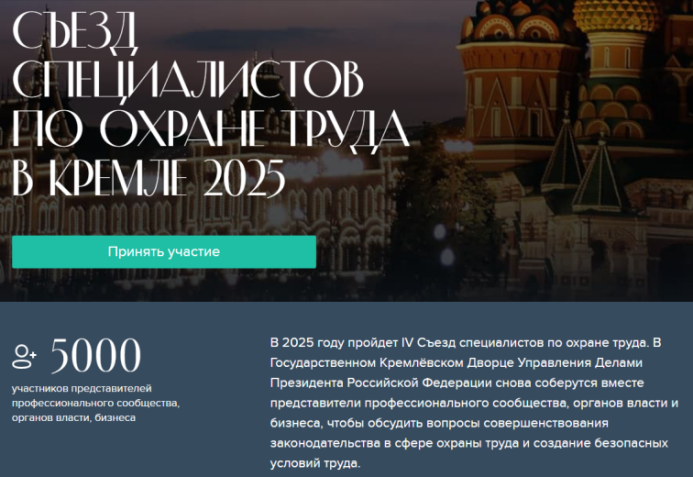 СЪЕЗД
СПЕЦИАЛИСТОВ
ПО ОХРАНЕ ТРУДА
В КРЕМЛЕ 2025
Принять участие
5000
участников представителей
профессионального сообщества,
органов власти, бизнеса
В 2025 году пройдет IV Съезд специалистов по охране труда. В
Государственном Кремлёвском Дворце Управления Делами
Президента Российской Федерации снова соберутся вместе
представители профессионального сообщества, органов власти и
бизнеса, чтобы обсудить вопросы совершенствования
законодательства в сфере охраны труда и создание безопасных
условий труда.